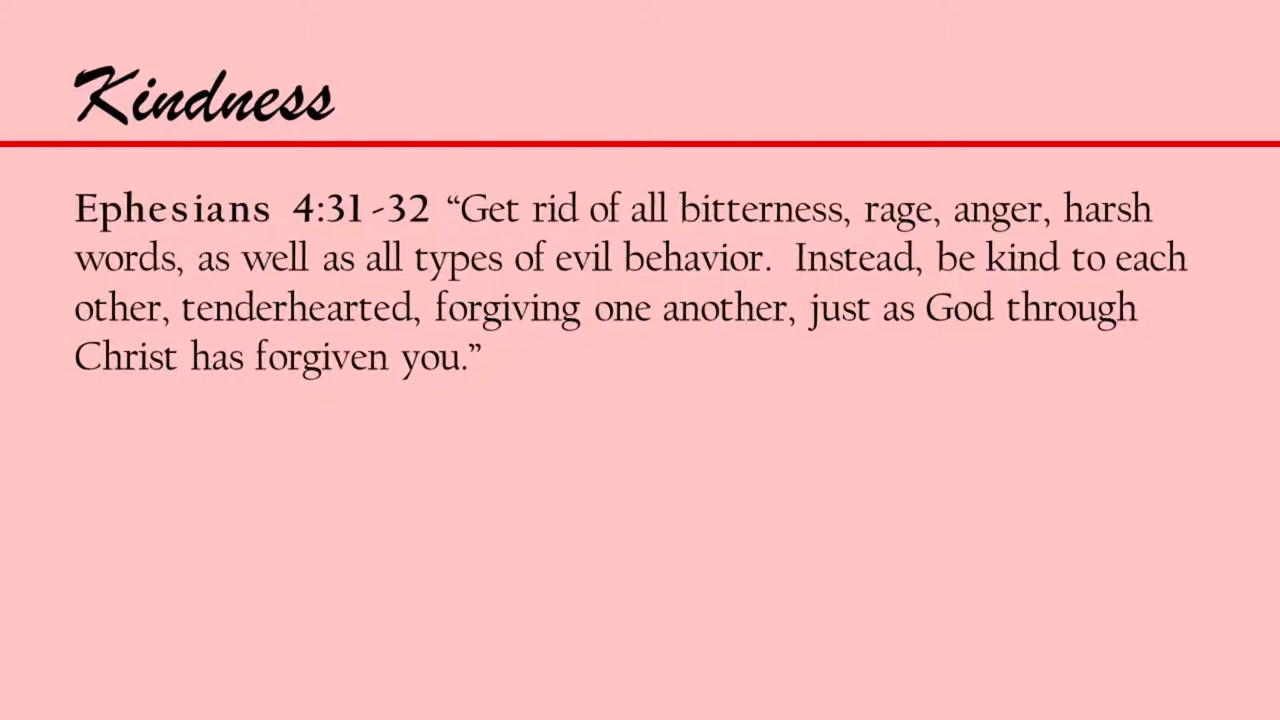 Kindness
Ephesians 4:31-32 “Get rid of all bitterness, rage, anger, harsh
words, as well as all types of evil behavior.  Instead, be kind to each
other, tenderhearted, forgiving one another, just as God through
Christ has forgiven you.”